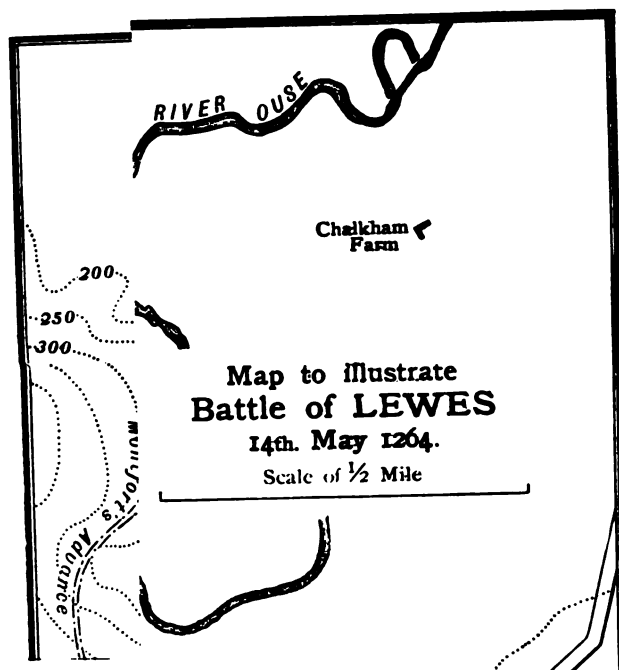 RIVER OUSE
Chalkham
Farm
200
250
300
Map to illustrate
Battle of LEWES
14th. May 1264.
Scale of ½ Mile
Montfort's Advance